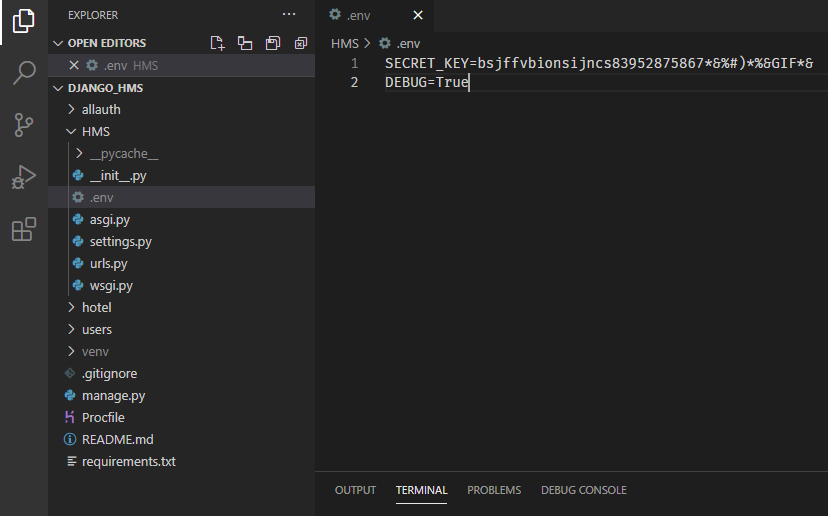 EXPLORER
···
OPEN EDITORS
.env HMS
DJANGO_HMS
allauth
HMS
__pycache__
__init__.py
.env
asgi.py
settings.py
urls.py
wsgi.py
hotel
users
venv
.gitignore
manage.py
Procfile
README.md
requirements.txt
.env
HMS > .env
1 SECRET_KEY=bsjffvbionsijncs83952875867*&%#)*%&GIF*&
2 DEBUG=True
OUTPUT TERMINAL PROBLEMS DEBUG CONSOLE